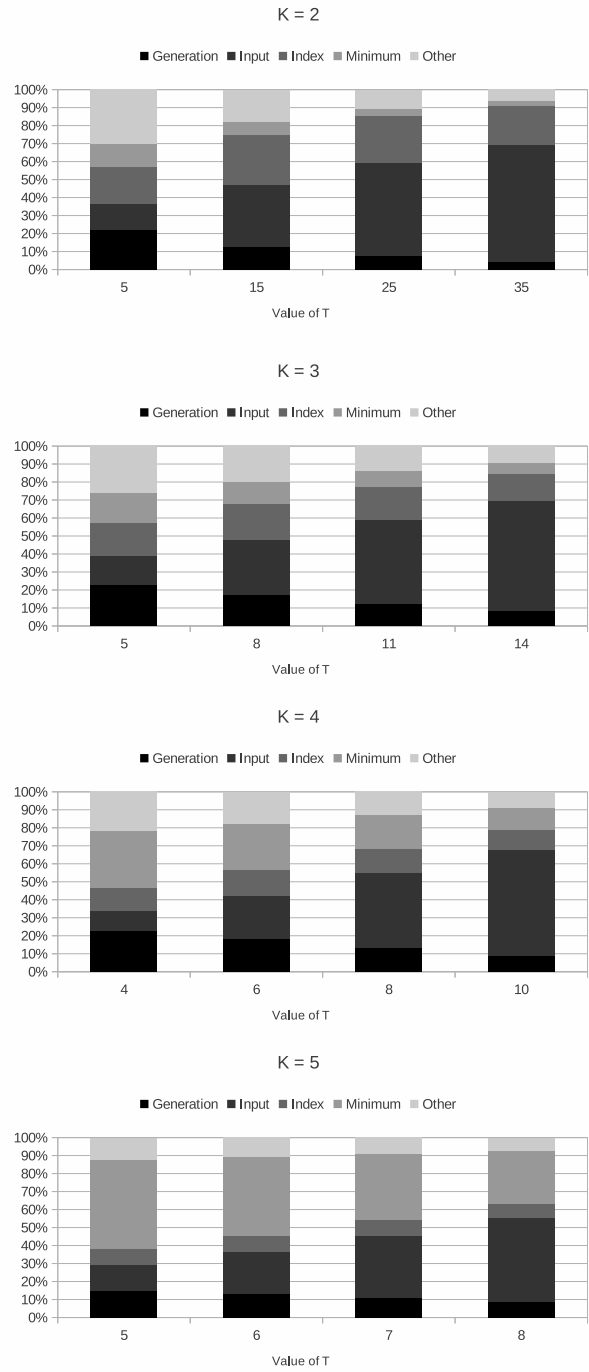 K = 2
Generation Input Index Minimum Other
100%
90%
80%
70%
60%
50%
40%
30%
20%
10%
0%
5 15 25 35
Value of T
K = 3
Generation Input Index Minimum Other
100%
90%
80%
70%
60%
50%
40%
30%
20%
10%
0%
5 8 11 14
Value of T
K = 4
Generation Input Index Minimum Other
100%
90%
80%
70%
60%
50%
40%
30%
20%
10%
0%
4 6 8 10
Value of T
K = 5
Generation Input Index Minimum Other
100%
90%
80%
70%
60%
50%
40%
30%
20%
10%
0%
5 6 7 8
Value of T